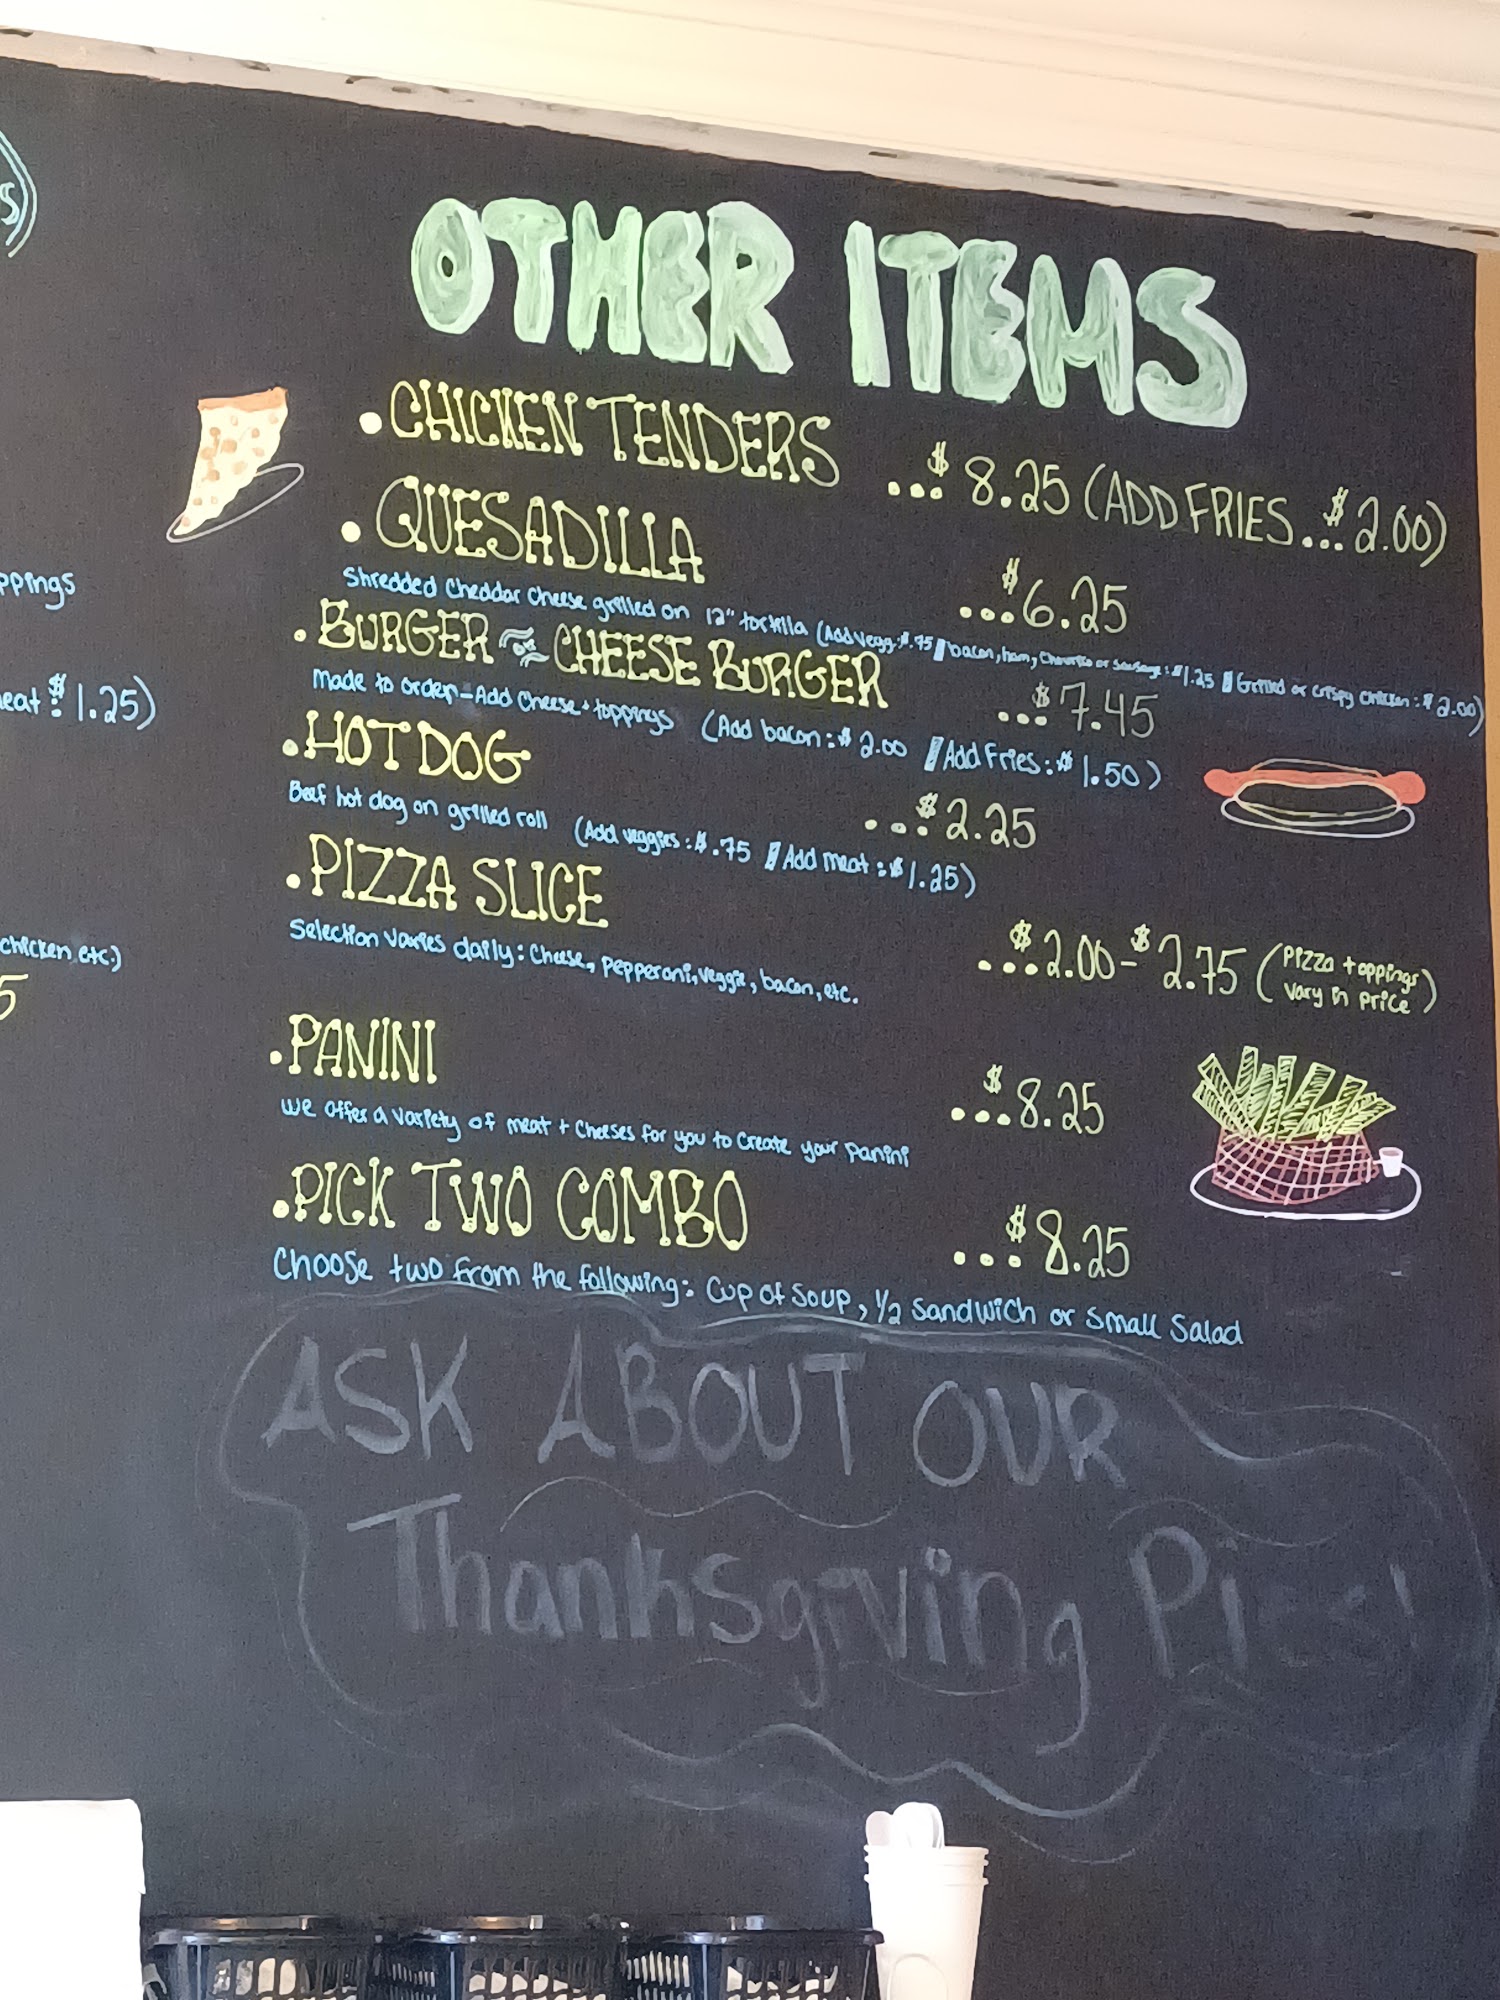 s)
OTHER ITEMS
• CHICKEN TENDERS ...$8.25 (ADD FRIES...$2.00)
• QUESADILLA ...$6.25
Shredded Cheddar Cheese grilled on 12" tortilla (Add Vegg:$.75 / bacon, ham, Chourico or Sausage:$1.25 / Grilled or Crispy Chicken:$2.00)
• BURGER or CHEESE BURGER ...$7.45
Made to order-Add Cheese + toppings (Add bacon:$2.00 / Add Fries:$1.50)
• HOT DOG ...$2.25
Beef hot dog on grilled roll (Add veggies:$.75 / Add meat:$1.25)
• PIZZA SLICE ...$2.00-$2.75 (Pizza toppings vary in price)
Selection Varies daily: Cheese, pepperoni, veggie, bacon, etc.
• PANINI ...$8.25
We offer a variety of meat + Cheeses for you to Create your panini
• PICK TWO COMBO ...$8.25
Choose two from the following: Cup of Soup, 1/2 Sandwich or Small Salad
ASK ABOUT OUR
Thanksgiving Pies!
ppings
eat $1.25)
chicken, etc.)
5